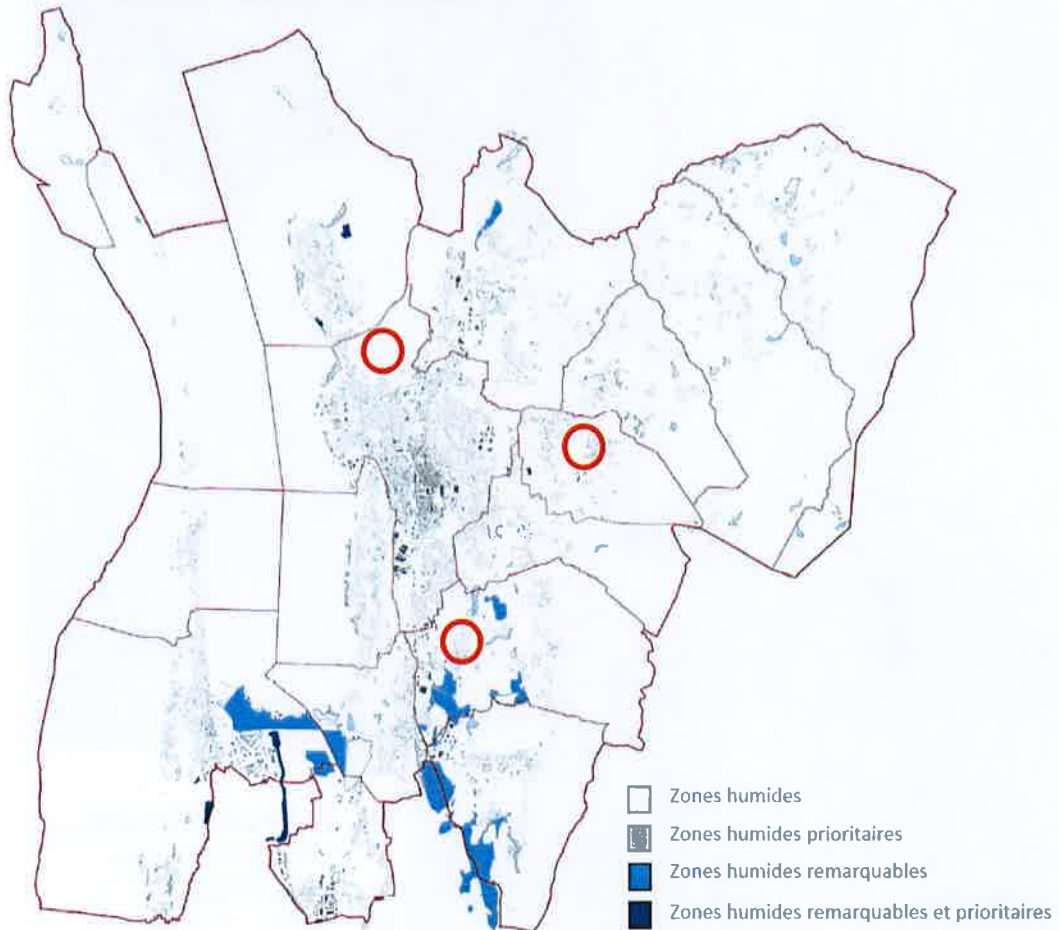 Zones humides
Zones humides prioritaires
Zones humides remarquables
Zones humides remarquables et prioritaires